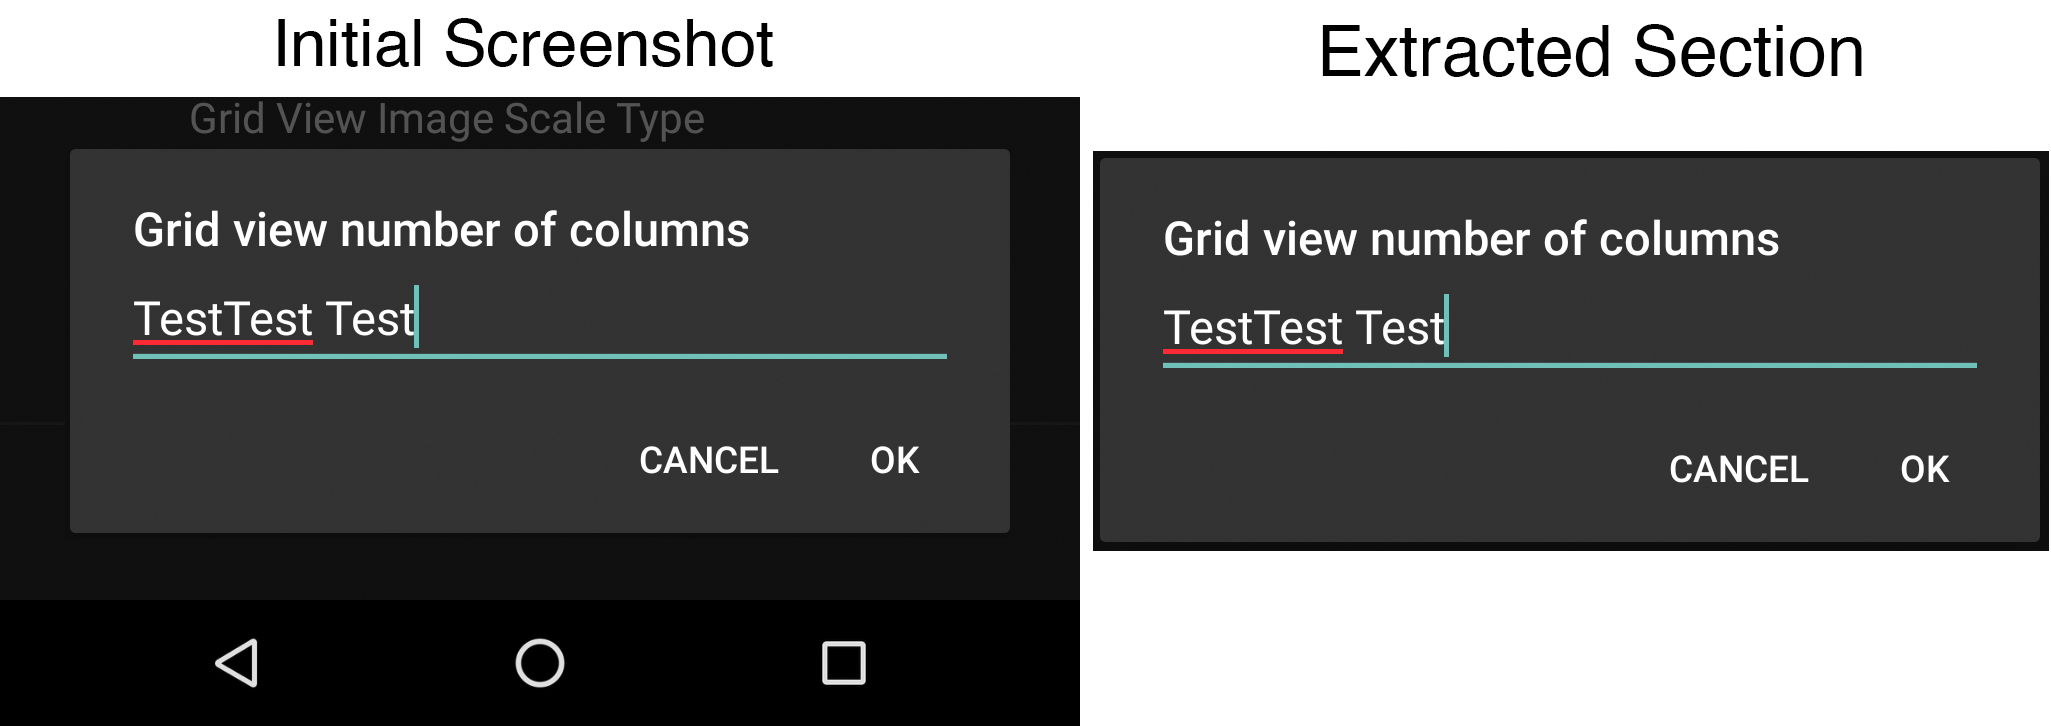 Initial Screenshot
Grid View Image Scale Type
Grid view number of columns
TestTest Test
CANCEL OK
Extracted Section
Grid view number of columns
TestTest Test
CANCEL OK